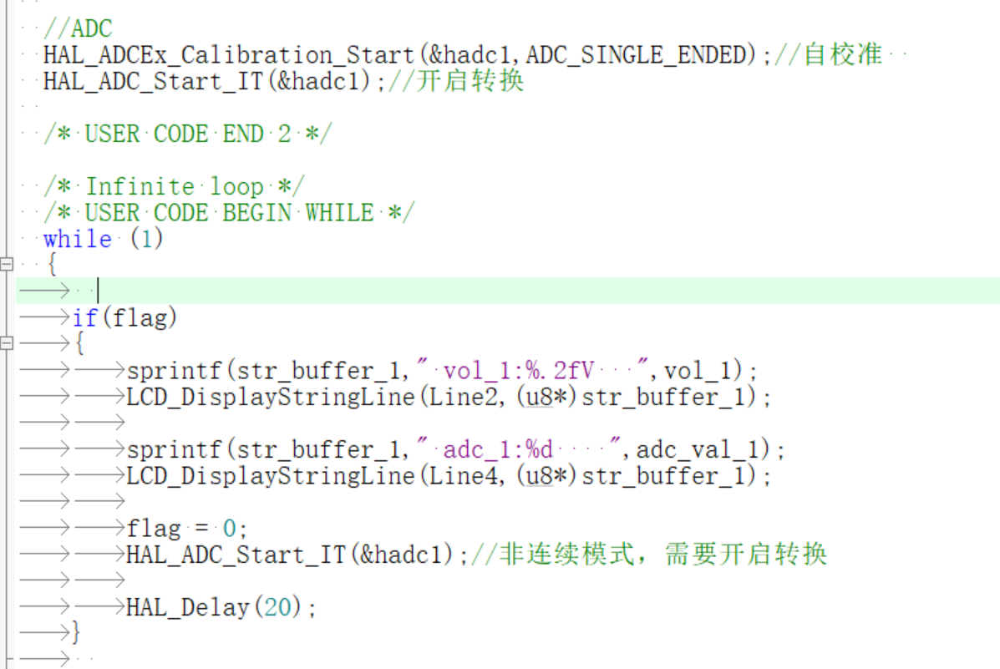 //ADC
HAL_ADCEx_Calibration_Start(&hadc1,ADC_SINGLE_ENDED);//自校准
HAL_ADC_Start_IT(&hadc1);//开启转换
/* USER CODE END 2 */
/* Infinite loop */
/* USER CODE BEGIN WHILE */
while (1)
{
if(flag)
{
sprintf(str_buffer_1," vol_1:%.2fV   ",vol_1);
LCD_DisplayStringLine(Line2,(u8*)str_buffer_1);
sprintf(str_buffer_1," adc_1:%d    ",adc_val_1);
LCD_DisplayStringLine(Line4,(u8*)str_buffer_1);
flag = 0;
HAL_ADC_Start_IT(&hadc1);//非连续模式，需要开启转换
HAL_Delay(20);
}